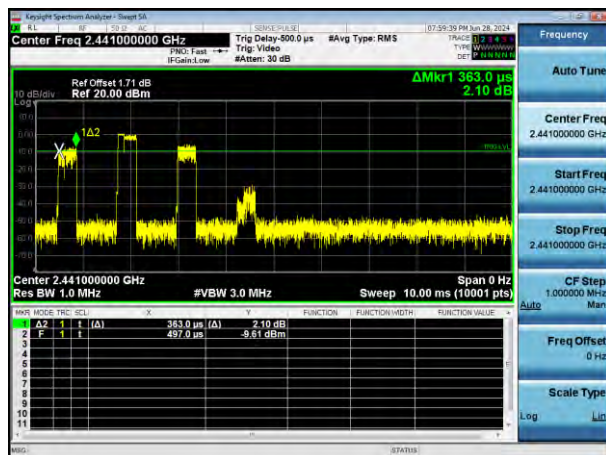 Keysight Spectrum Analyzer - Swept SA
RL RF 50 Ω AC SENSE:PULSE 07:59:39 PM Jun 28, 2024
Center Freq 2.441000000 GHz
PNO: Fast
IFGain:Low
Trig Delay-500.0 µs
Trig: Video
#Atten: 30 dB
#Avg Type: RMS
TRACE 1 2 3 4 5 6
TYPE WWWWWWW
DET P N N N N N
ΔMkr1 363.0 µs
2.10 dB
Ref Offset 1.71 dB
10 dB/div Ref 20.00 dBm
Log
1Δ2
Center 2.441000000 GHz Span 0 Hz
Res BW 1.0 MHz #VBW 3.0 MHz Sweep 10.00 ms (10001 pts)
MKR MODE TRC SCL X Y FUNCTION FUNCTION WIDTH FUNCTION VALUE
1 Δ2 1 t (Δ) 363.0 µs (Δ) 2.10 dB
2 F 1 t 497.0 µs -9.61 dBm
3
4
5
6
7
8
9
10
11
MSG STATUS
Frequency
Auto Tune
Center Freq
2.441000000 GHz
Start Freq
2.441000000 GHz
Stop Freq
2.441000000 GHz
CF Step
1.000000 MHz
Auto Man
Freq Offset
0 Hz
Scale Type
Log Lin